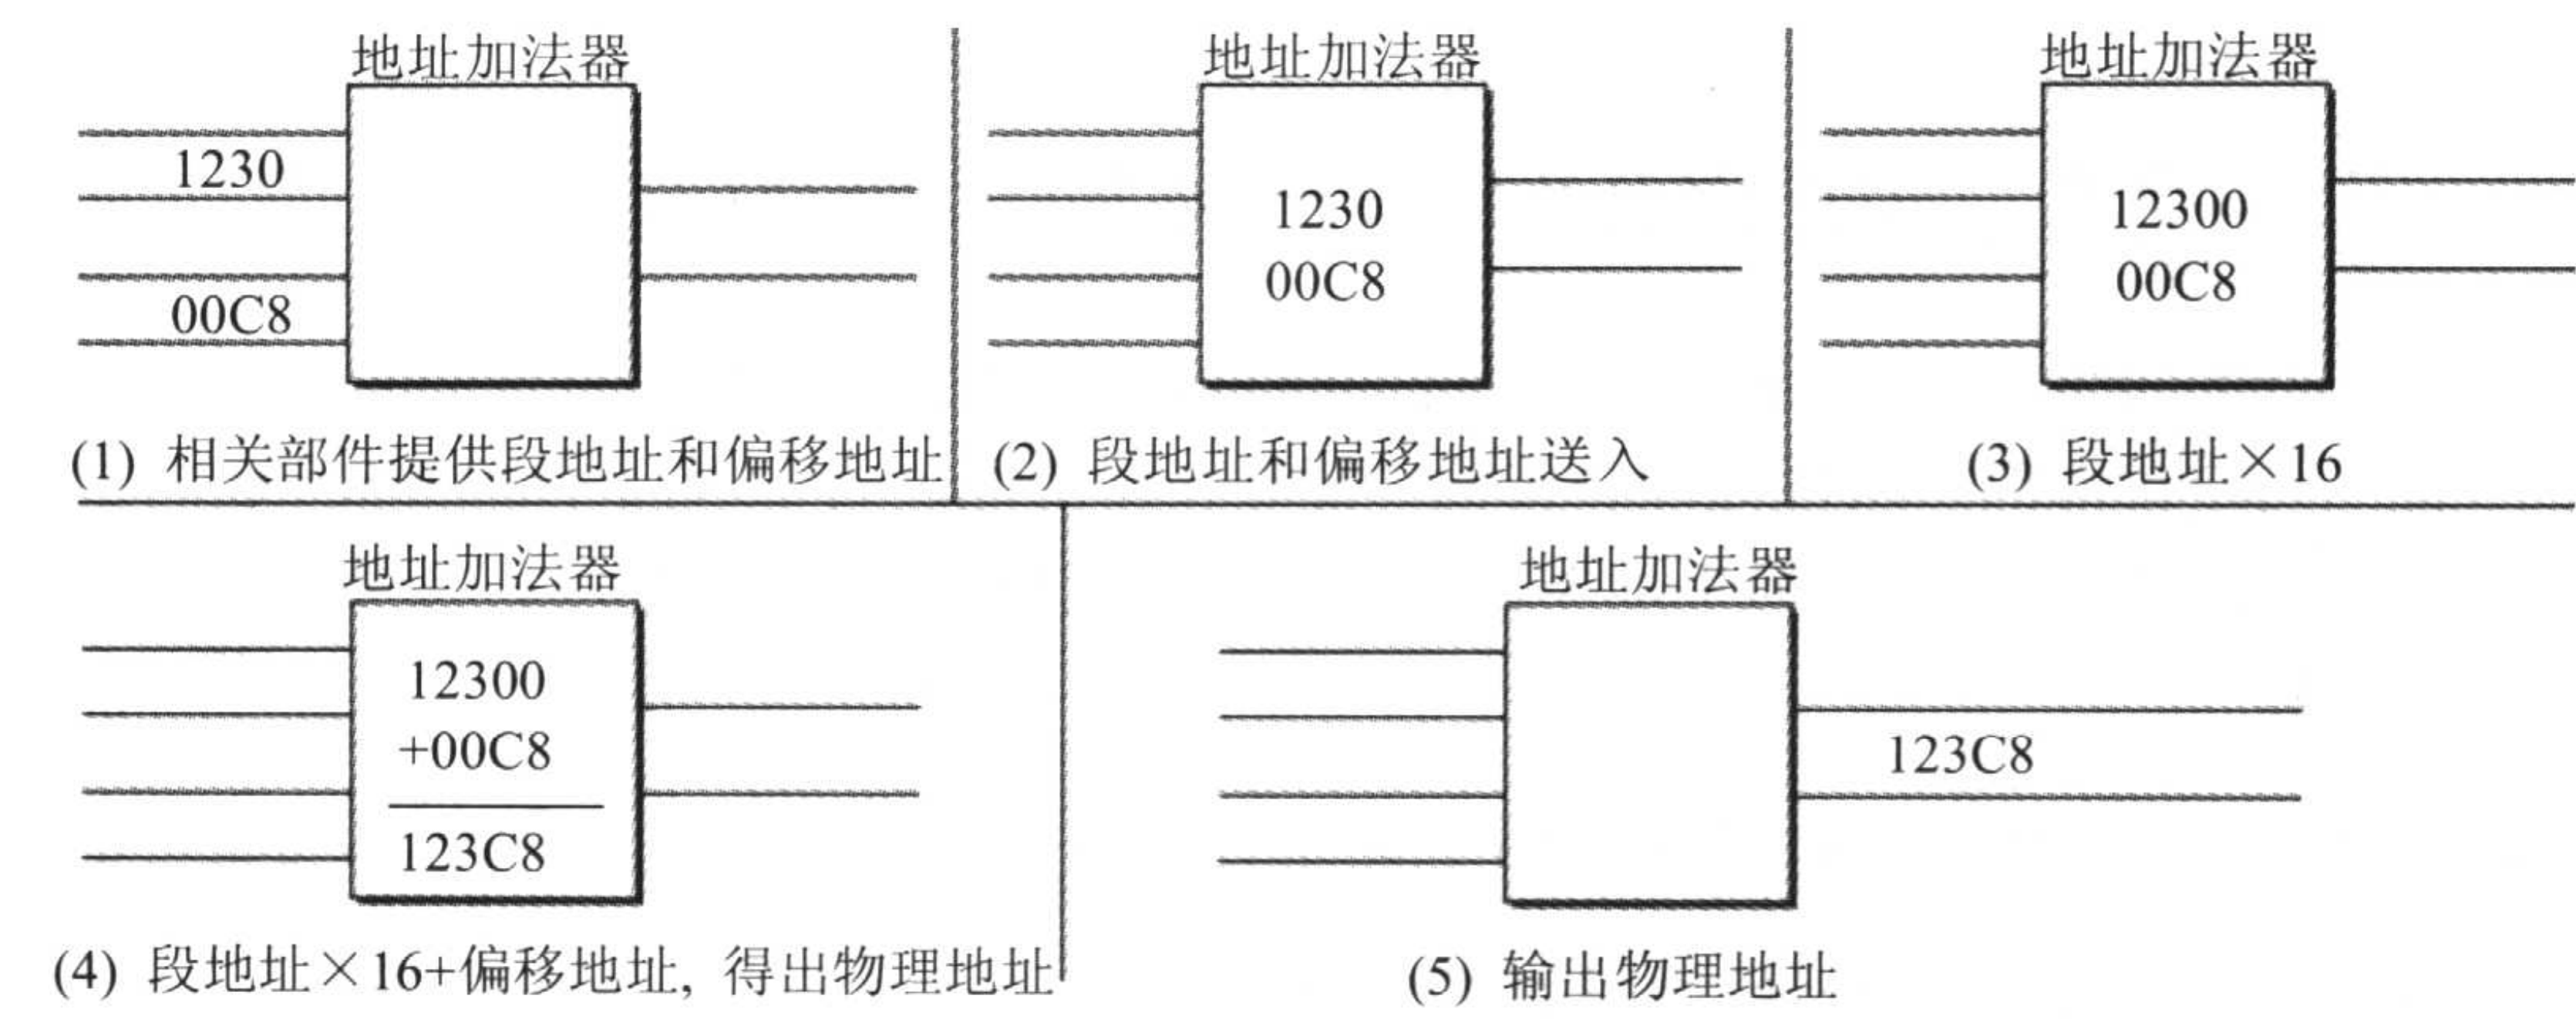 地址加法器
1230
00C8
(1) 相关部件提供段地址和偏移地址
地址加法器
1230
00C8
(2) 段地址和偏移地址送入
地址加法器
12300
00C8
(3) 段地址×16
地址加法器
12300
+00C8
123C8
(4) 段地址×16+偏移地址, 得出物理地址
地址加法器
123C8
(5) 输出物理地址